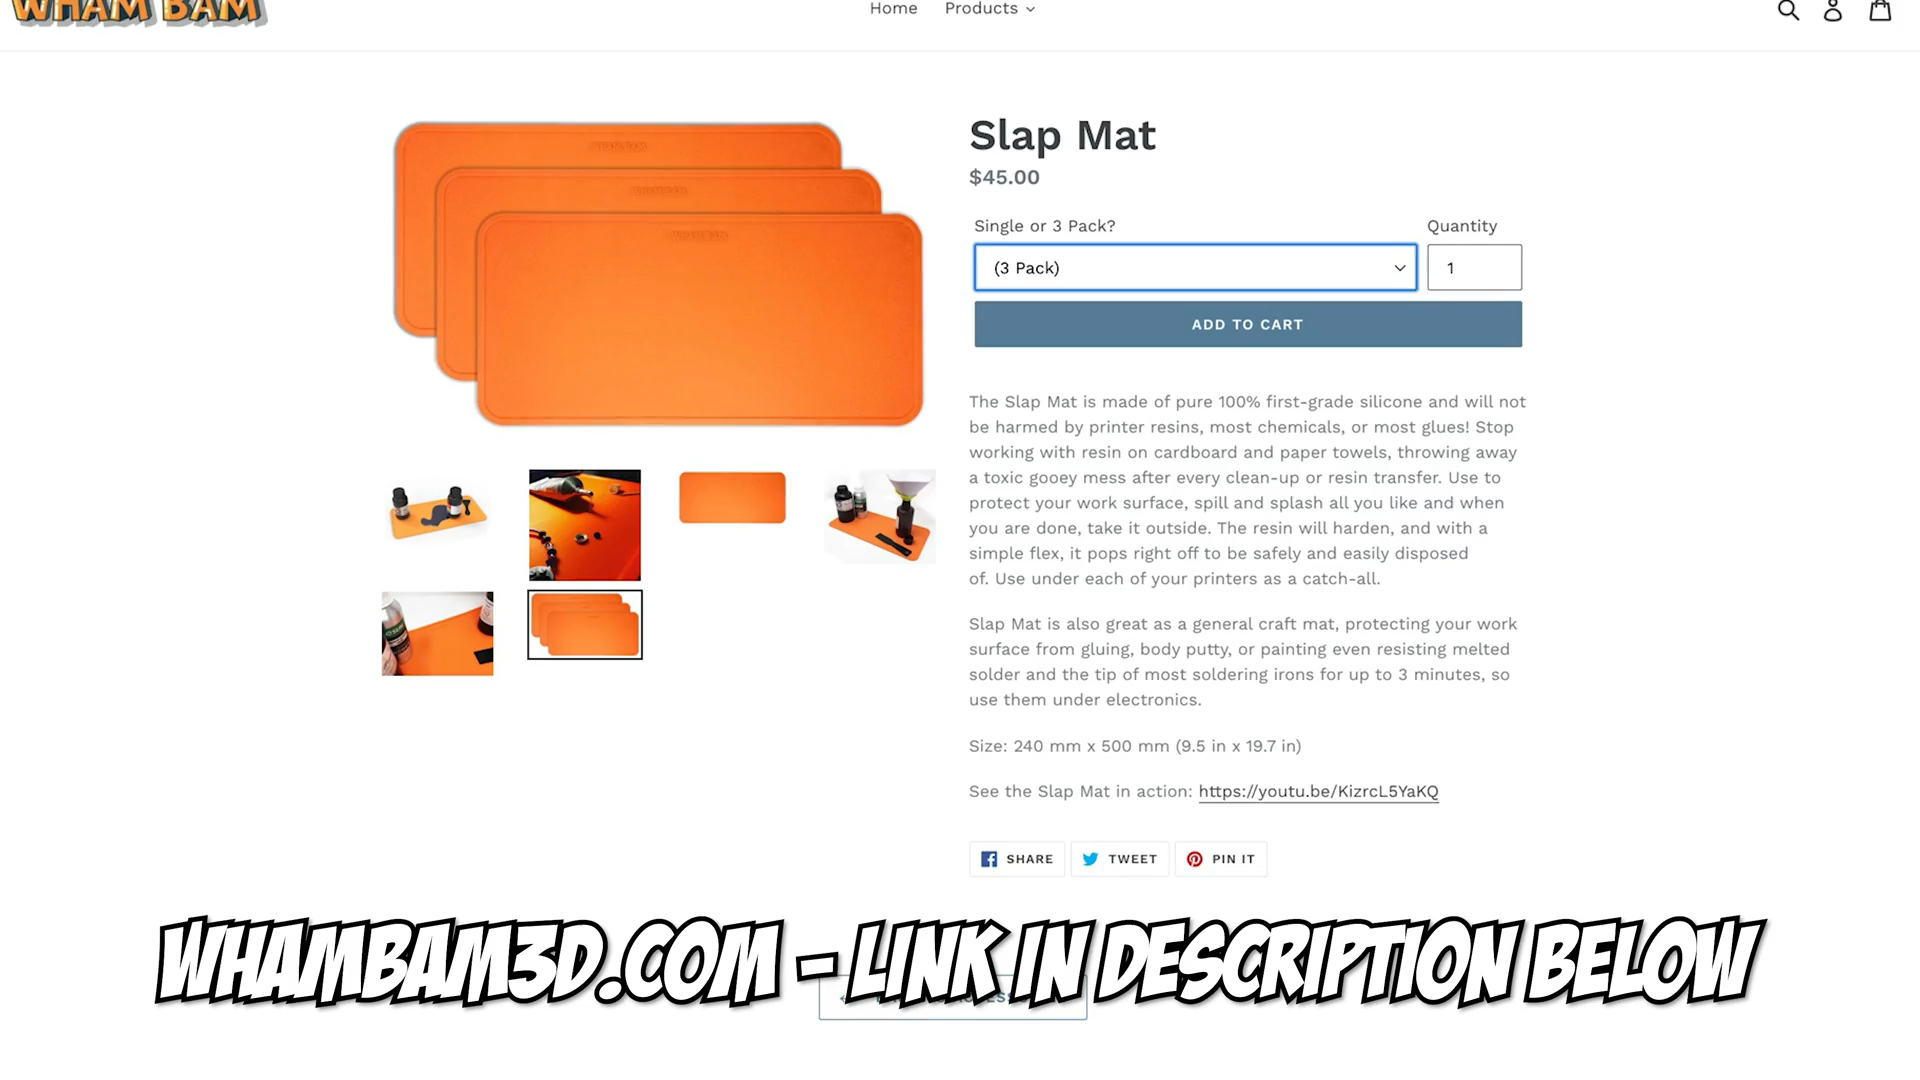 WHAM BAM
Home
Products
Slap Mat
$45.00
Single or 3 Pack?
Quantity
(3 Pack)
1
ADD TO CART
The Slap Mat is made of pure 100% first-grade silicone and will not
be harmed by printer resins, most chemicals, or most glues! Stop
working with resin on cardboard and paper towels, throwing away
a toxic gooey mess after every clean-up or resin transfer. Use to
protect your work surface, spill and splash all you like and when
you are done, take it outside. The resin will harden, and with a
simple flex, it pops right off to be safely and easily disposed
of. Use under each of your printers as a catch-all.
Slap Mat is also great as a general craft mat, protecting your work
surface from gluing, body putty, or painting even resisting melted
solder and the tip of most soldering irons for up to 3 minutes, so
use them under electronics.
Size: 240 mm x 500 mm (9.5 in x 19.7 in)
See the Slap Mat in action: https://youtu.be/KizrcL5YaKQ
SHARE
TWEET
PIN IT
WHAMBAM3D.COM - LINK IN DESCRIPTION BELOW